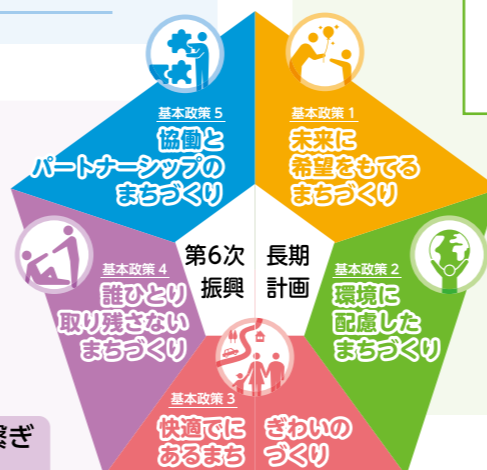 基本政策 5
協働と
パートナーシップの
まちづくり
基本政策 1
未来に
希望をもてる
まちづくり
第6次 長期
振興 計画
基本政策 4
誰ひとり
取り残さない
まちづくり
基本政策 2
環境に
配慮した
まちづくり
基本政策 3
快適でに ぎわいの
あるまち づくり
繋ぎ